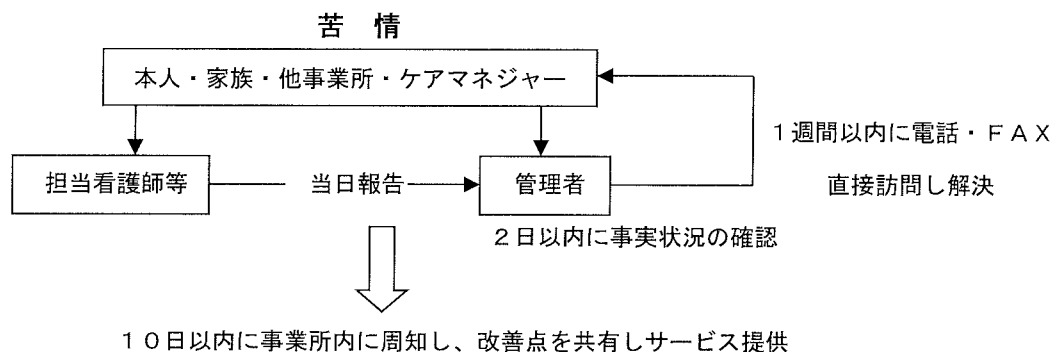 苦 情
本人・家族・他事業所・ケアマネジャー
１週間以内に電話・ＦＡＸ
担当看護師等
当日報告
管理者
直接訪問し解決
２日以内に事実状況の確認
１０日以内に事業所内に周知し、改善点を共有しサービス提供